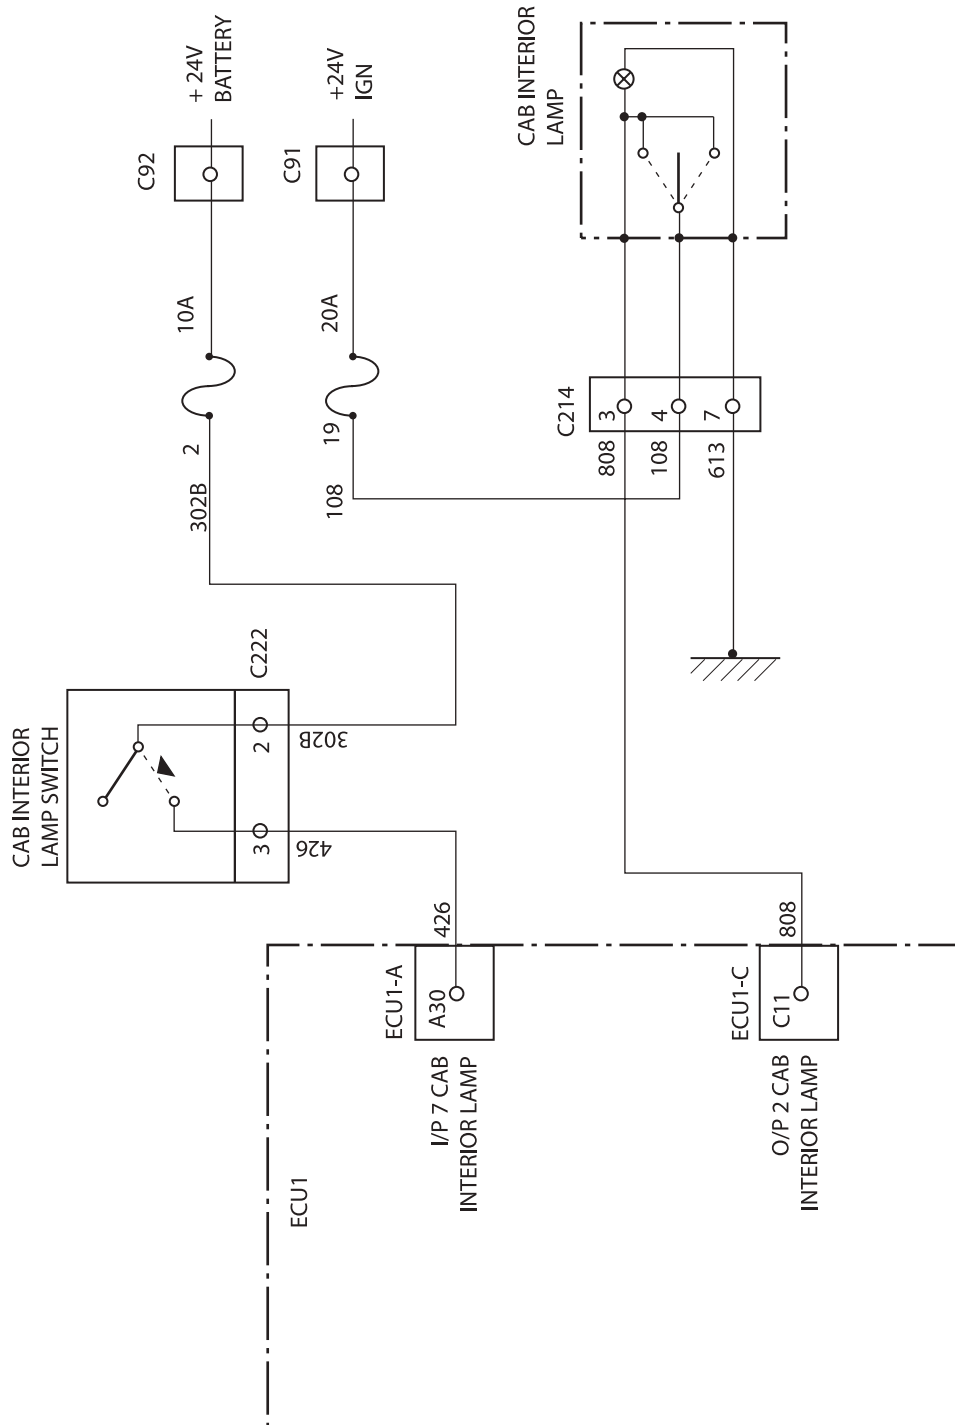 + 24V
BATTERY
C92
+24V
IGN
C91
CAB INTERIOR
LAMP
10A
2
302B
20A
19
108
C214
3
4
7
808
108
613
CAB INTERIOR
LAMP SWITCH
C222
2
3
302B
426
426
808
ECU1-A
A30
I/P 7 CAB
INTERIOR LAMP
ECU1-C
C11
O/P 2 CAB
INTERIOR LAMP
ECU1